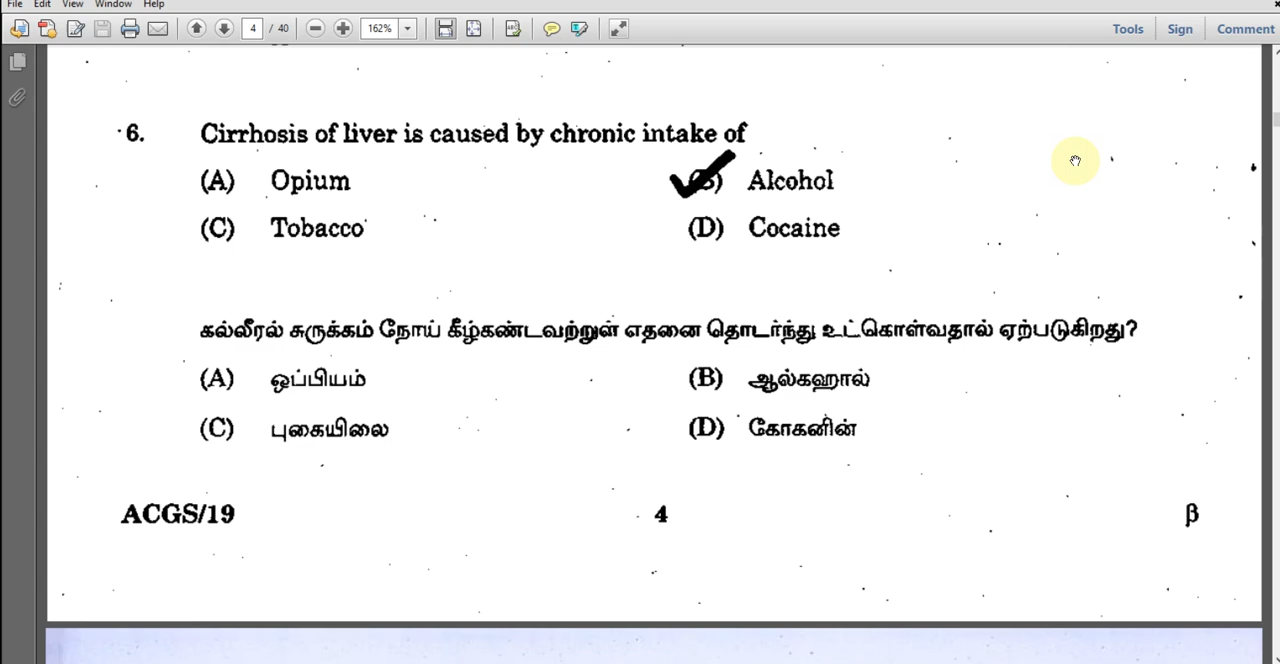 File Edit View Window Help
4 / 40 162% Tools Sign Comment
6. Cirrhosis of liver is caused by chronic intake of
(A) Opium (B) Alcohol
(C) Tobacco (D) Cocaine
கல்லீரல் சுருக்கம் நோய் கீழ்கண்டவற்றுள் எதனை தொடர்ந்து உட்கொள்வதால் ஏற்படுகிறது?
(A) ஒப்பியம் (B) ஆல்கஹால்
(C) புகையிலை (D) கோகனின்
ACGS/19 4 β